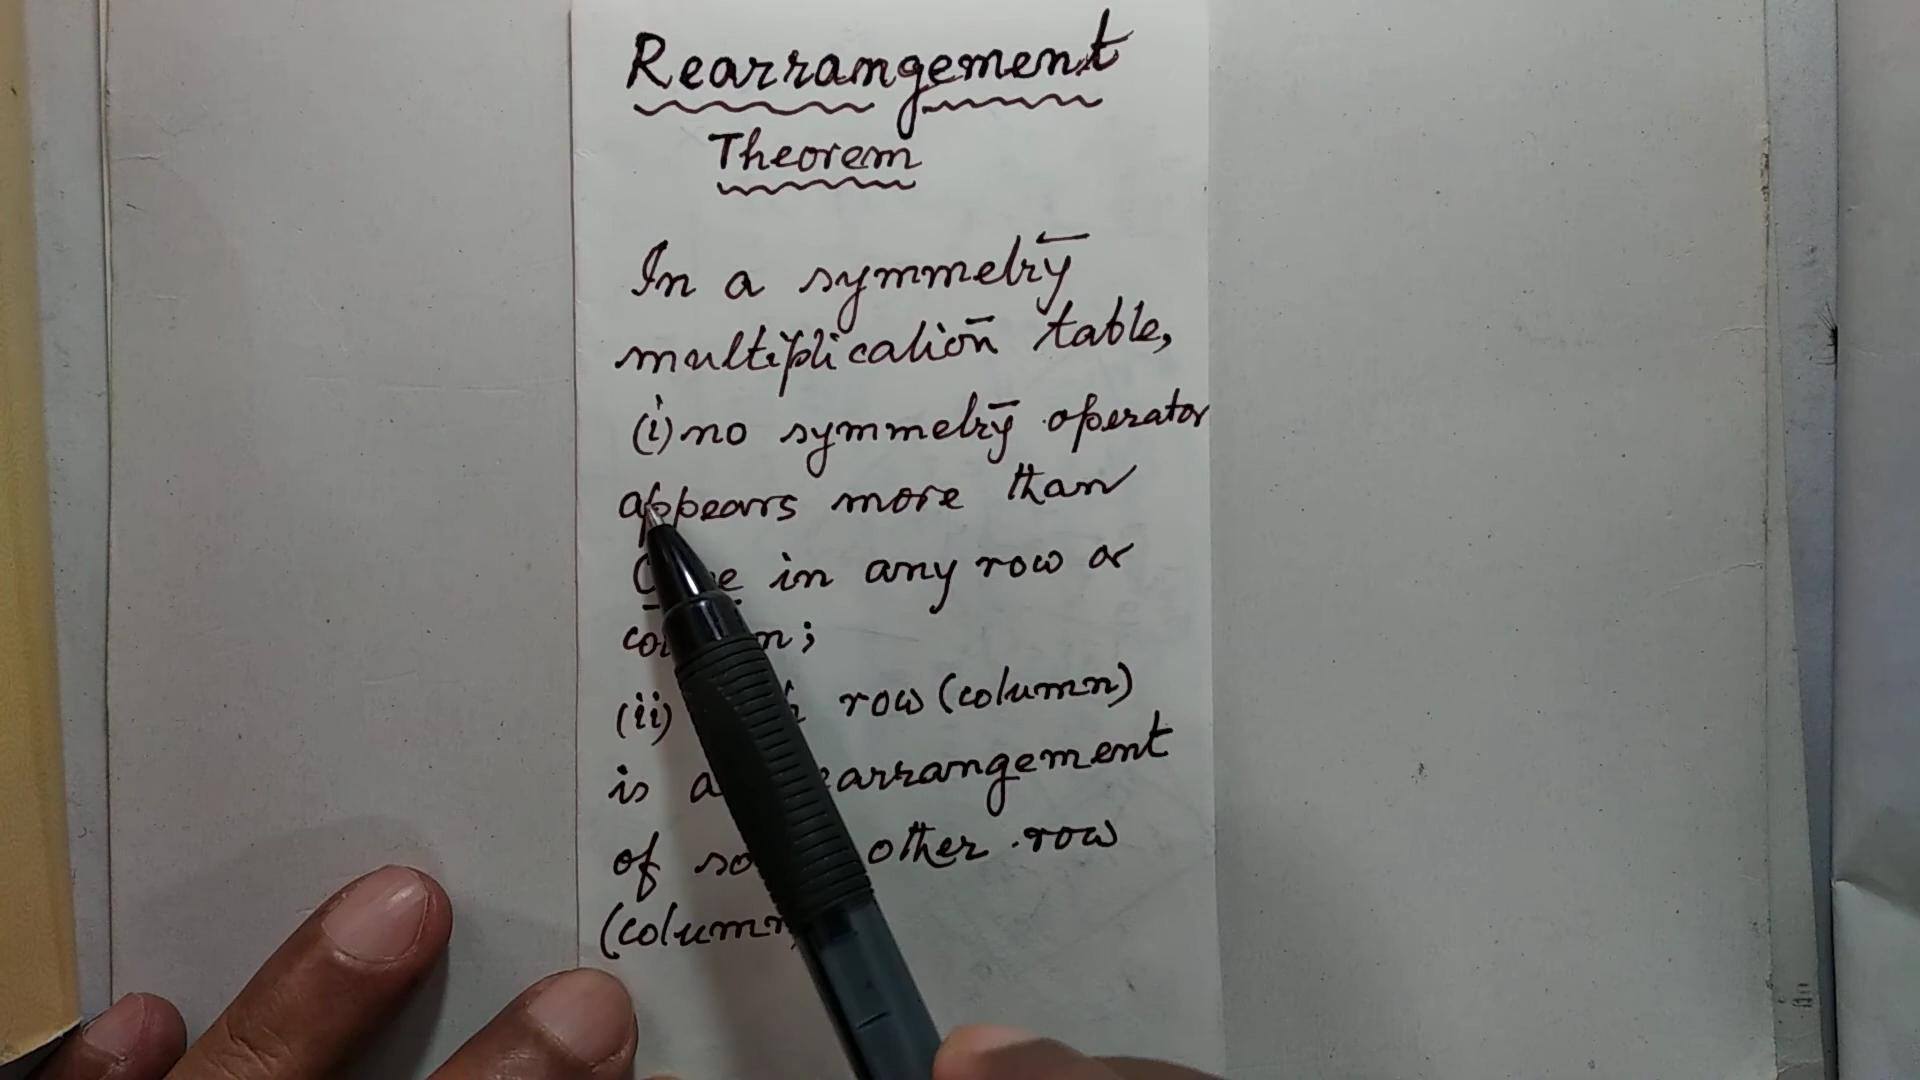 Rearrangement
Theorem
In a symmetry
multiplication table,
(i) no symmetry operator
appears more than
in any row or
;
(ii) row (column)
is a
of other row
(column